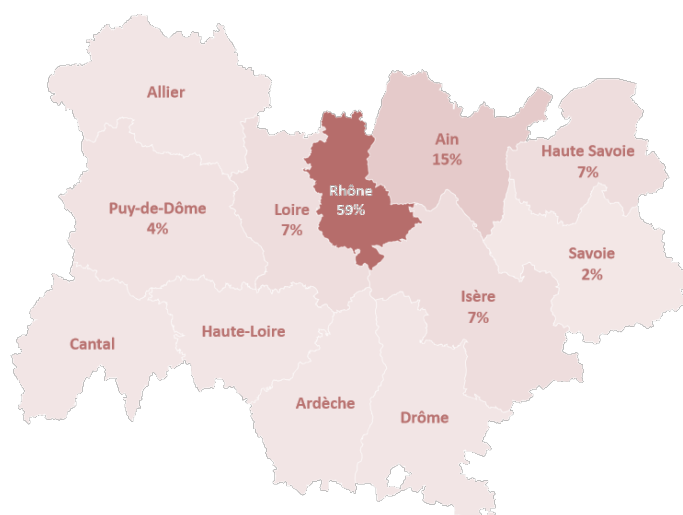 Allier
Ain
15%
Haute Savoie
7%
Rhône
59%
Puy-de-Dôme
4%
Loire
7%
Savoie
2%
Isère
7%
Haute-Loire
Cantal
Ardèche
Drôme